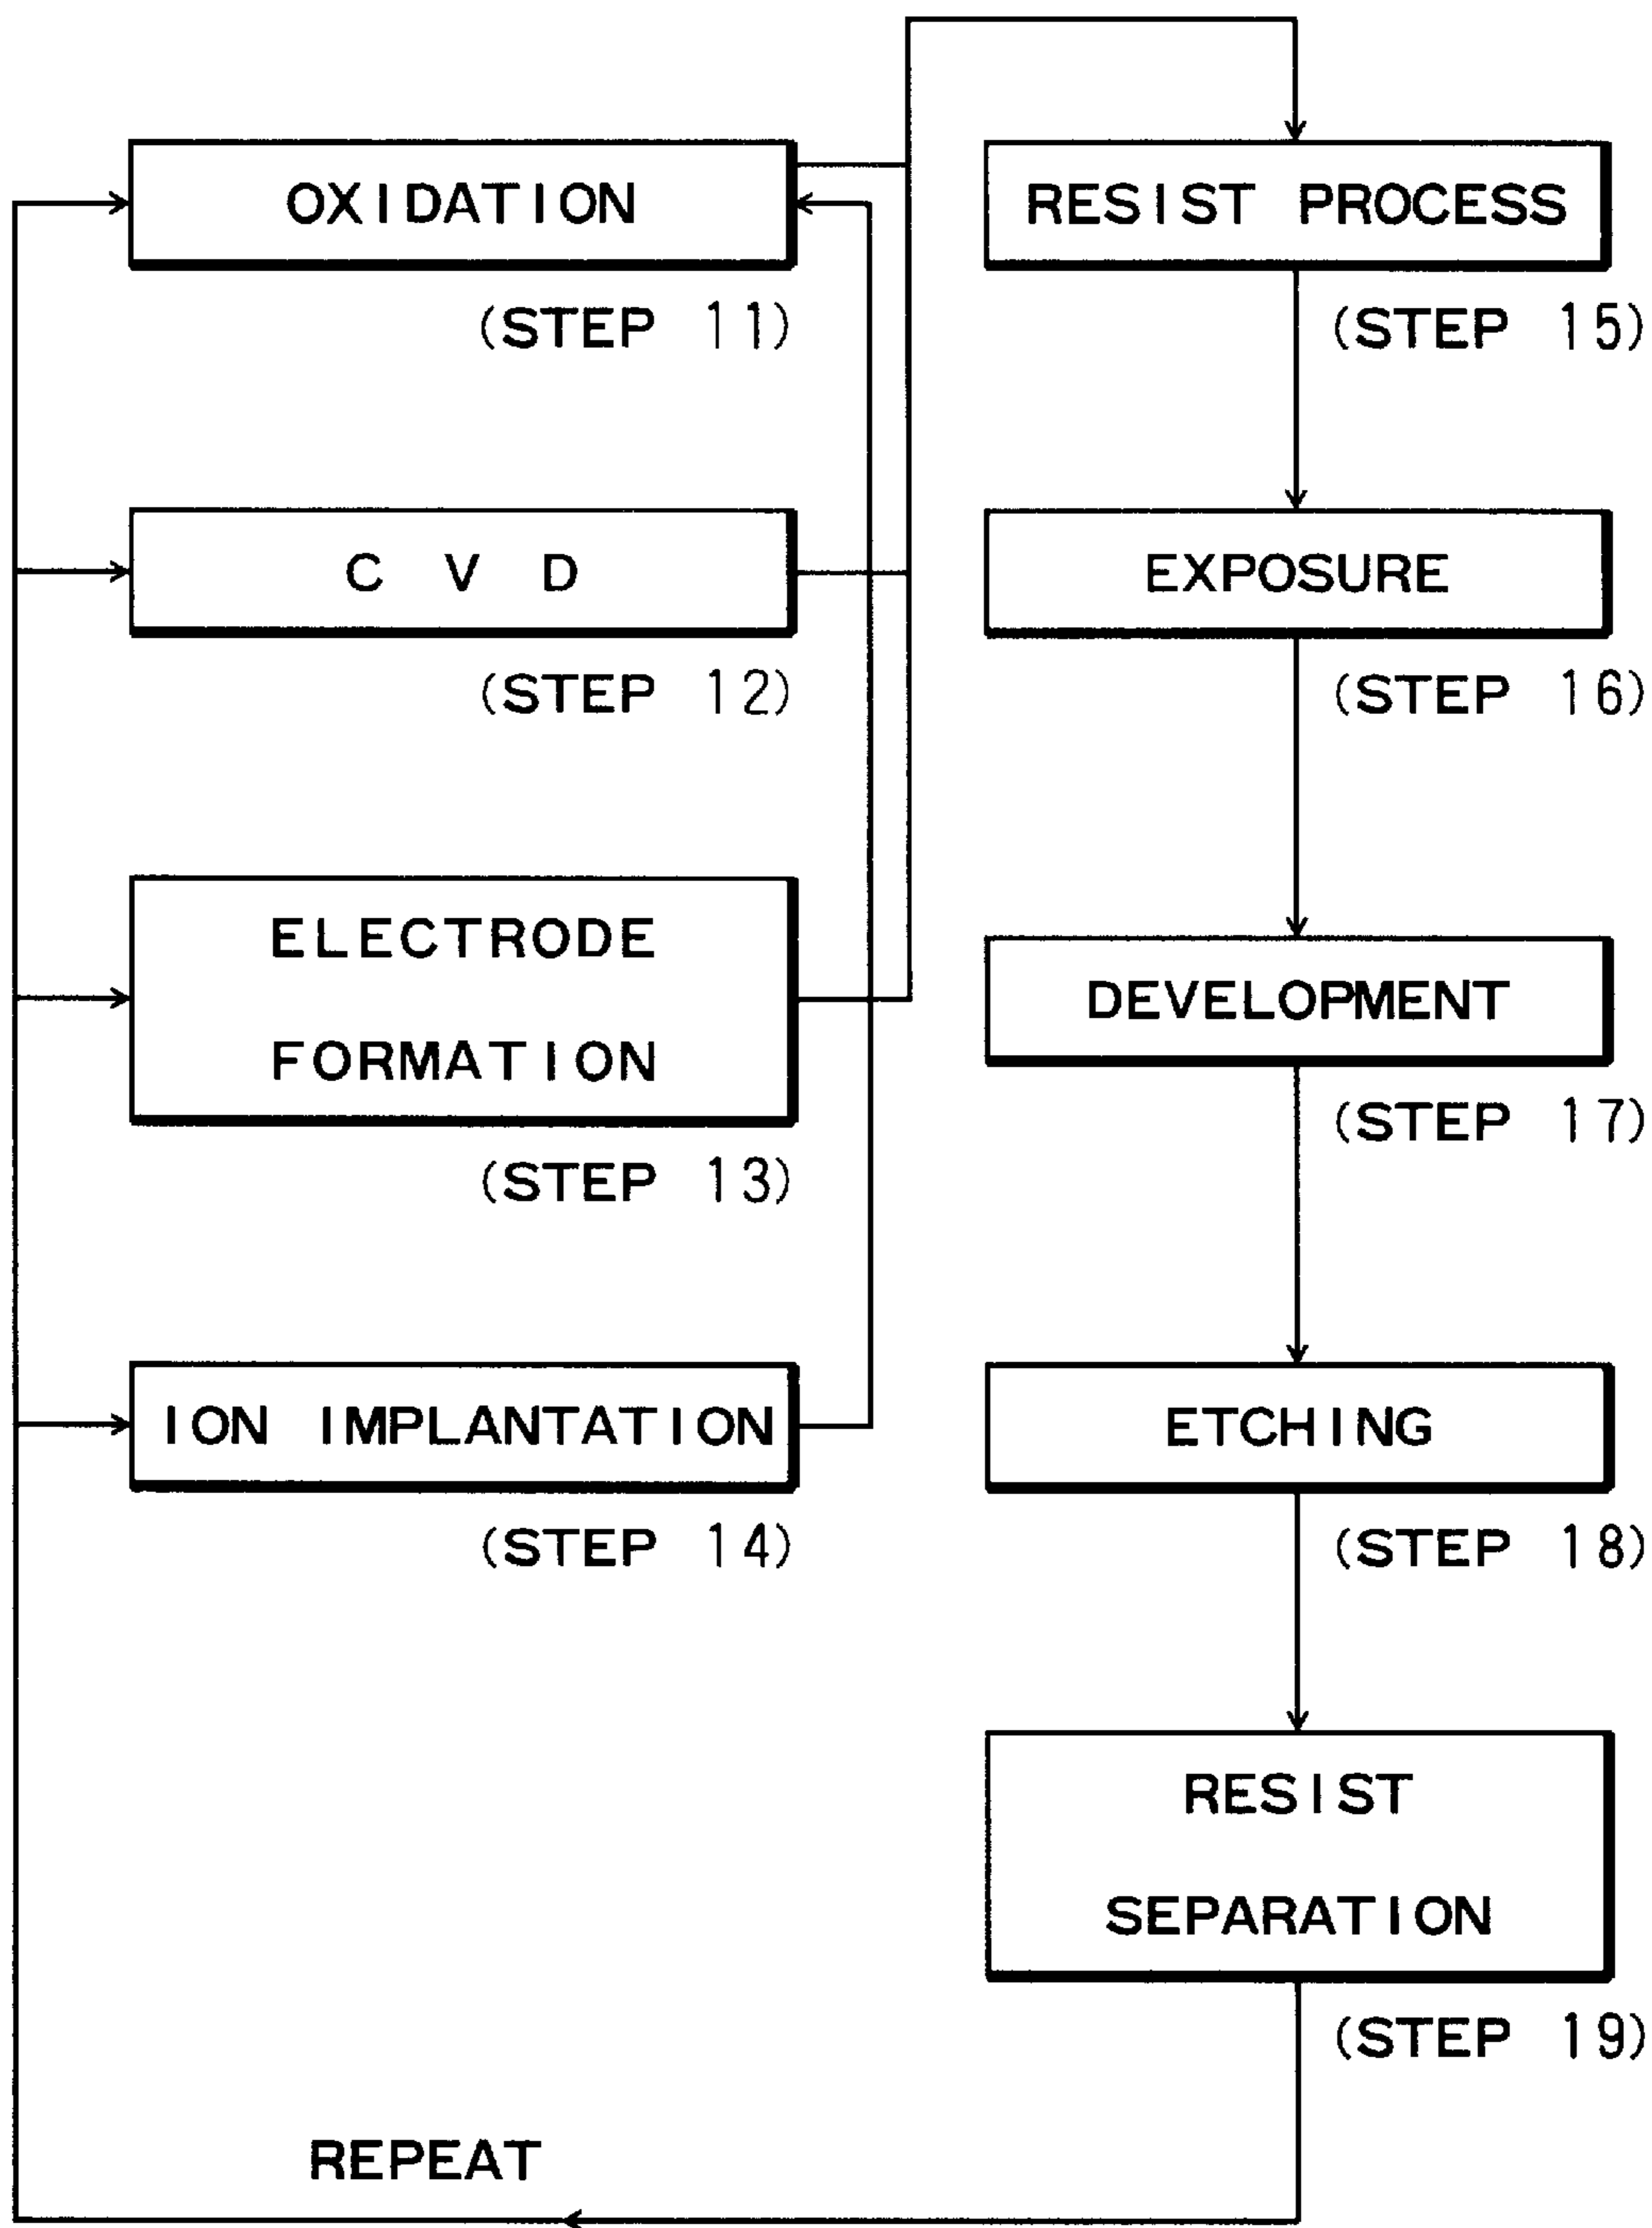 OXIDATION
(STEP 11)
C V D
(STEP 12)
ELECTRODE
FORMATION
(STEP 13)
ION IMPLANTATION
(STEP 14)
RESIST PROCESS
(STEP 15)
EXPOSURE
(STEP 16)
DEVELOPMENT
(STEP 17)
ETCHING
(STEP 18)
RESIST
SEPARATION
(STEP 19)
REPEAT